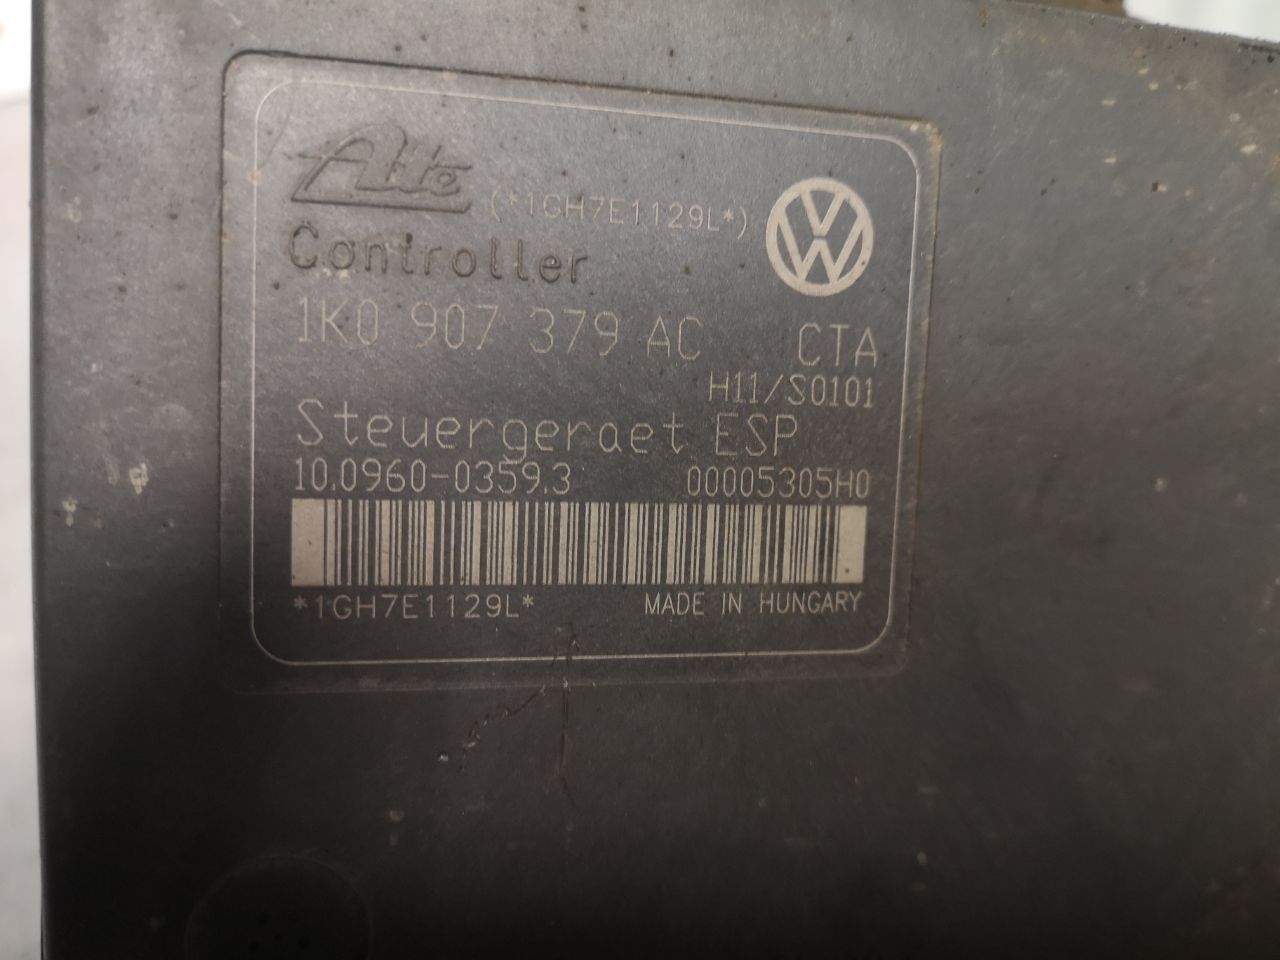 Ate
(*1GH7E1129L*)
Controller
1K0 907 379 AC CTA
H11/S0101
Steuergeraet ESP
10.0960-0359.3 00005305H0
*1GH7E1129L* MADE IN HUNGARY